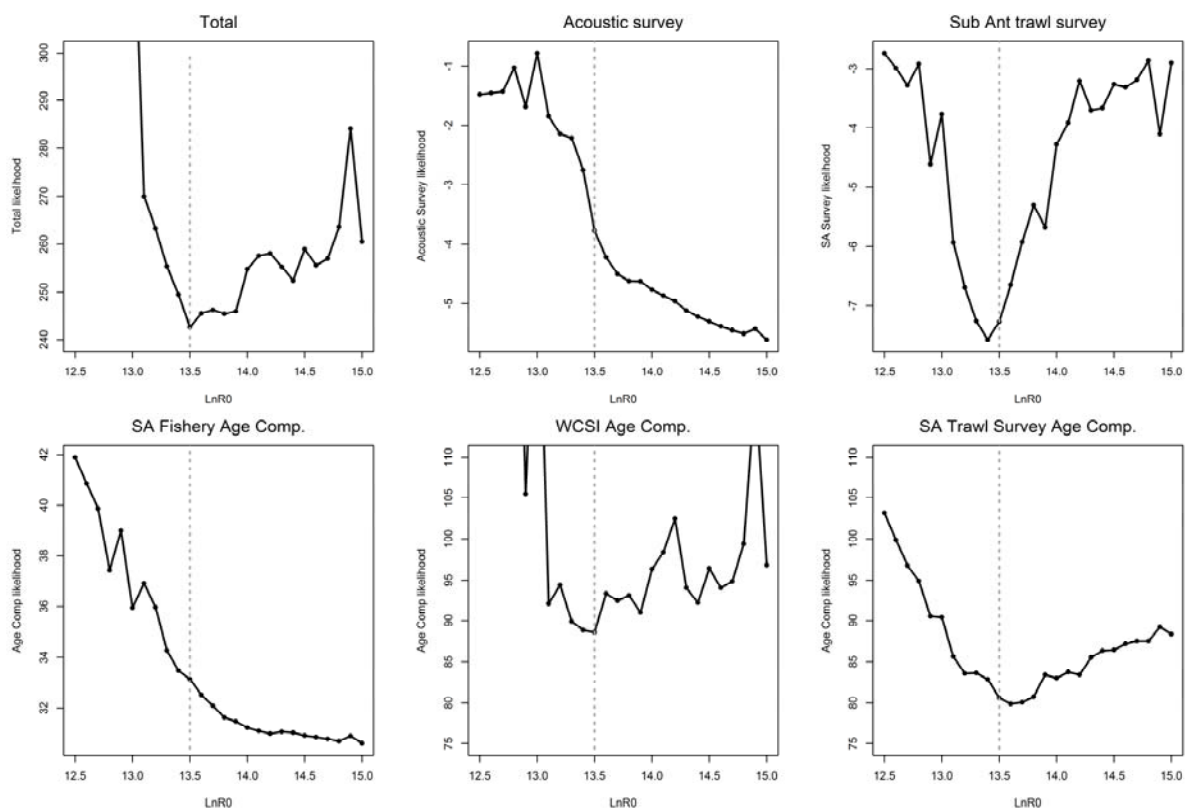 Total
Total likelihood
300
290
280
270
260
250
240
12.5 13.0 13.5 14.0 14.5 15.0
LnR0
Acoustic survey
Acoustic Survey likelihood
-1
-2
-3
-4
-5
12.5 13.0 13.5 14.0 14.5 15.0
LnR0
Sub Ant trawl survey
SA Survey likelihood
-3
-4
-5
-6
-7
12.5 13.0 13.5 14.0 14.5 15.0
LnR0
SA Fishery Age Comp.
Age Comp likelihood
42
40
38
36
34
32
12.5 13.0 13.5 14.0 14.5 15.0
LnR0
WCSI Age Comp.
Age Comp likelihood
110
105
100
95
90
85
80
75
12.5 13.0 13.5 14.0 14.5 15.0
LnR0
SA Trawl Survey Age Comp.
Age Comp likelihood
110
105
100
95
90
85
80
75
12.5 13.0 13.5 14.0 14.5 15.0
LnR0